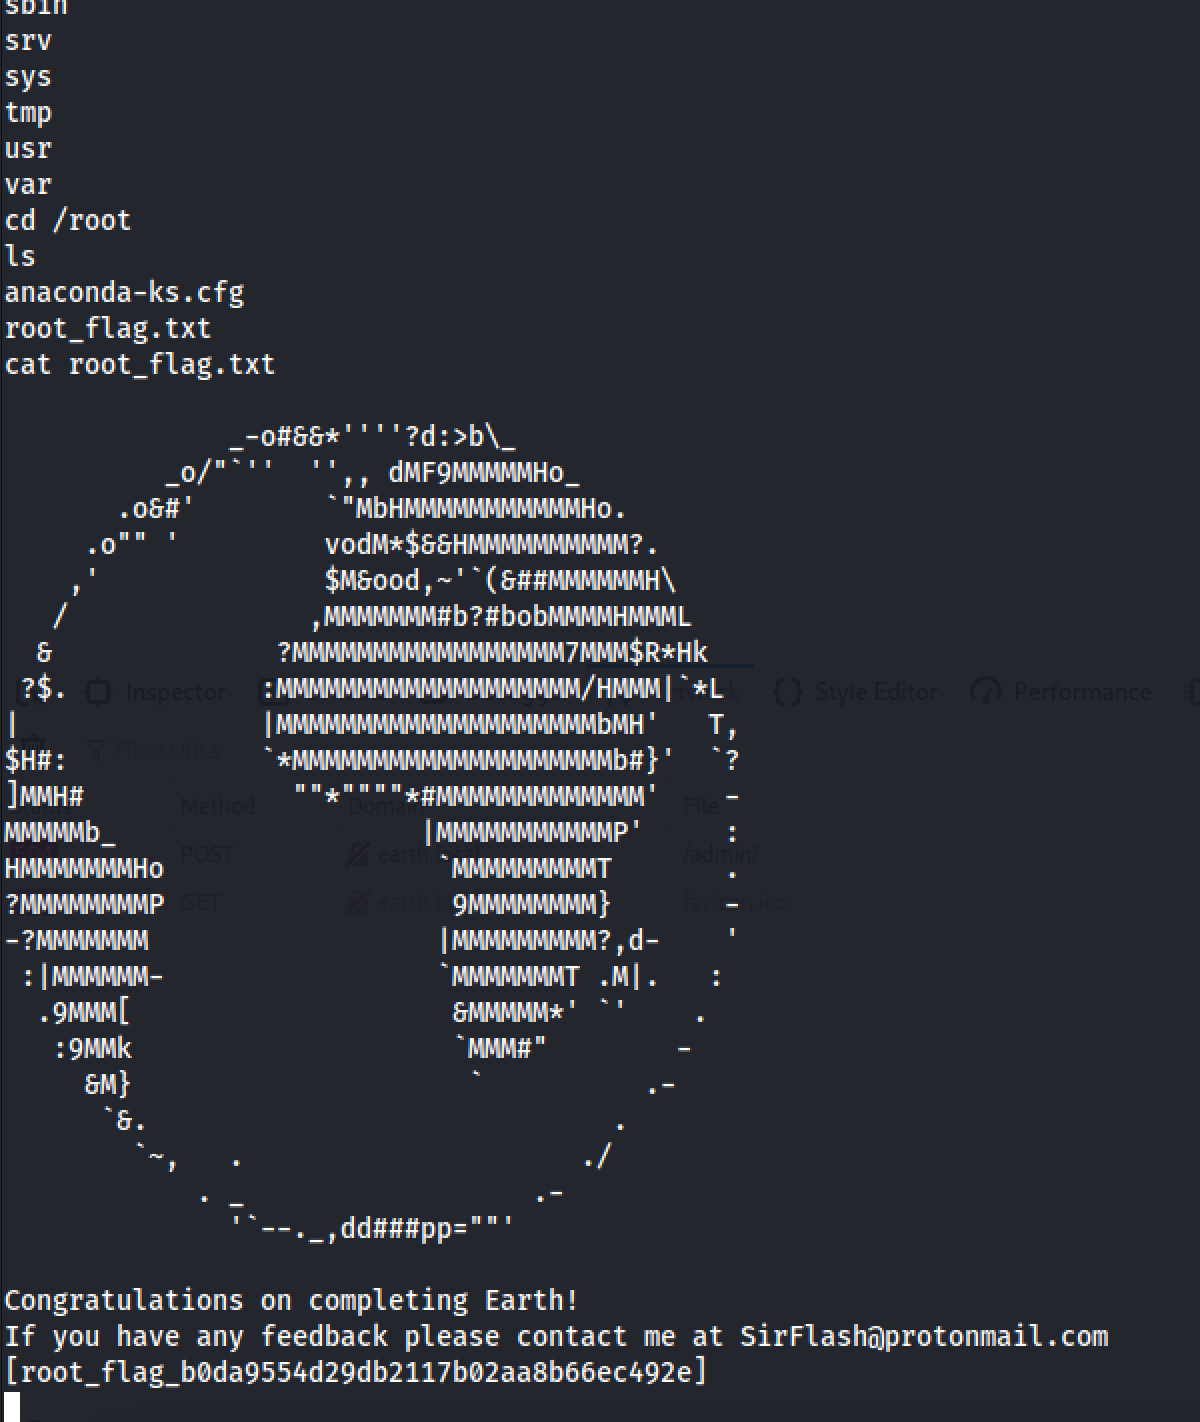 sbin
srv
sys
tmp
usr
var
cd /root
ls
anaconda-ks.cfg
root_flag.txt
cat root_flag.txt

              _-o#&&*''''?d:>b\_
          _o/"`''  '',, dMF9MMMMMHo_
       .o&#'        `"MbHMMMMMMMMMMMHo.
     .o"" '         vodM*$&&HMMMMMMMMMM?.
    ,'              $M&ood,~'`(&##MMMMMMH\
   /               ,MMMMMMM#b?#bobMMMMHMMML
  &              ?MMMMMMMMMMMMMMMMM7MMM$R*Hk
 ?$.            :MMMMMMMMMMMMMMMMMMM/HMMM|`*L
|               |MMMMMMMMMMMMMMMMMMMMbMH'   T,
$H#:            `*MMMMMMMMMMMMMMMMMMMMb#}'  `?
]MMH#             ""*""""*#MMMMMMMMMMMMM'    -
MMMMMb_                   |MMMMMMMMMMMP'     :
HMMMMMMMHo                 `MMMMMMMMMT       .
?MMMMMMMMP                  9MMMMMMMM}       -
-?MMMMMMM                  |MMMMMMMMM?,d-    '
 :|MMMMMM-                 `MMMMMMMT .M|.   :
  .9MMM[                    &MMMMM*' `'    .
   :9MMk                    `MMM#"        -
     &M}                     `          .-
      `&.                             .
        `~,   .                     ./
            . _                  .-
              '`--._,dd###pp=""'

Congratulations on completing Earth!
If you have any feedback please contact me at SirFlash@protonmail.com
[root_flag_b0da9554d29db2117b02aa8b66ec492e]
Inspector
Style Editor
Performance
Filter URLs
Method
Domain
File
POST
/admin/
GET